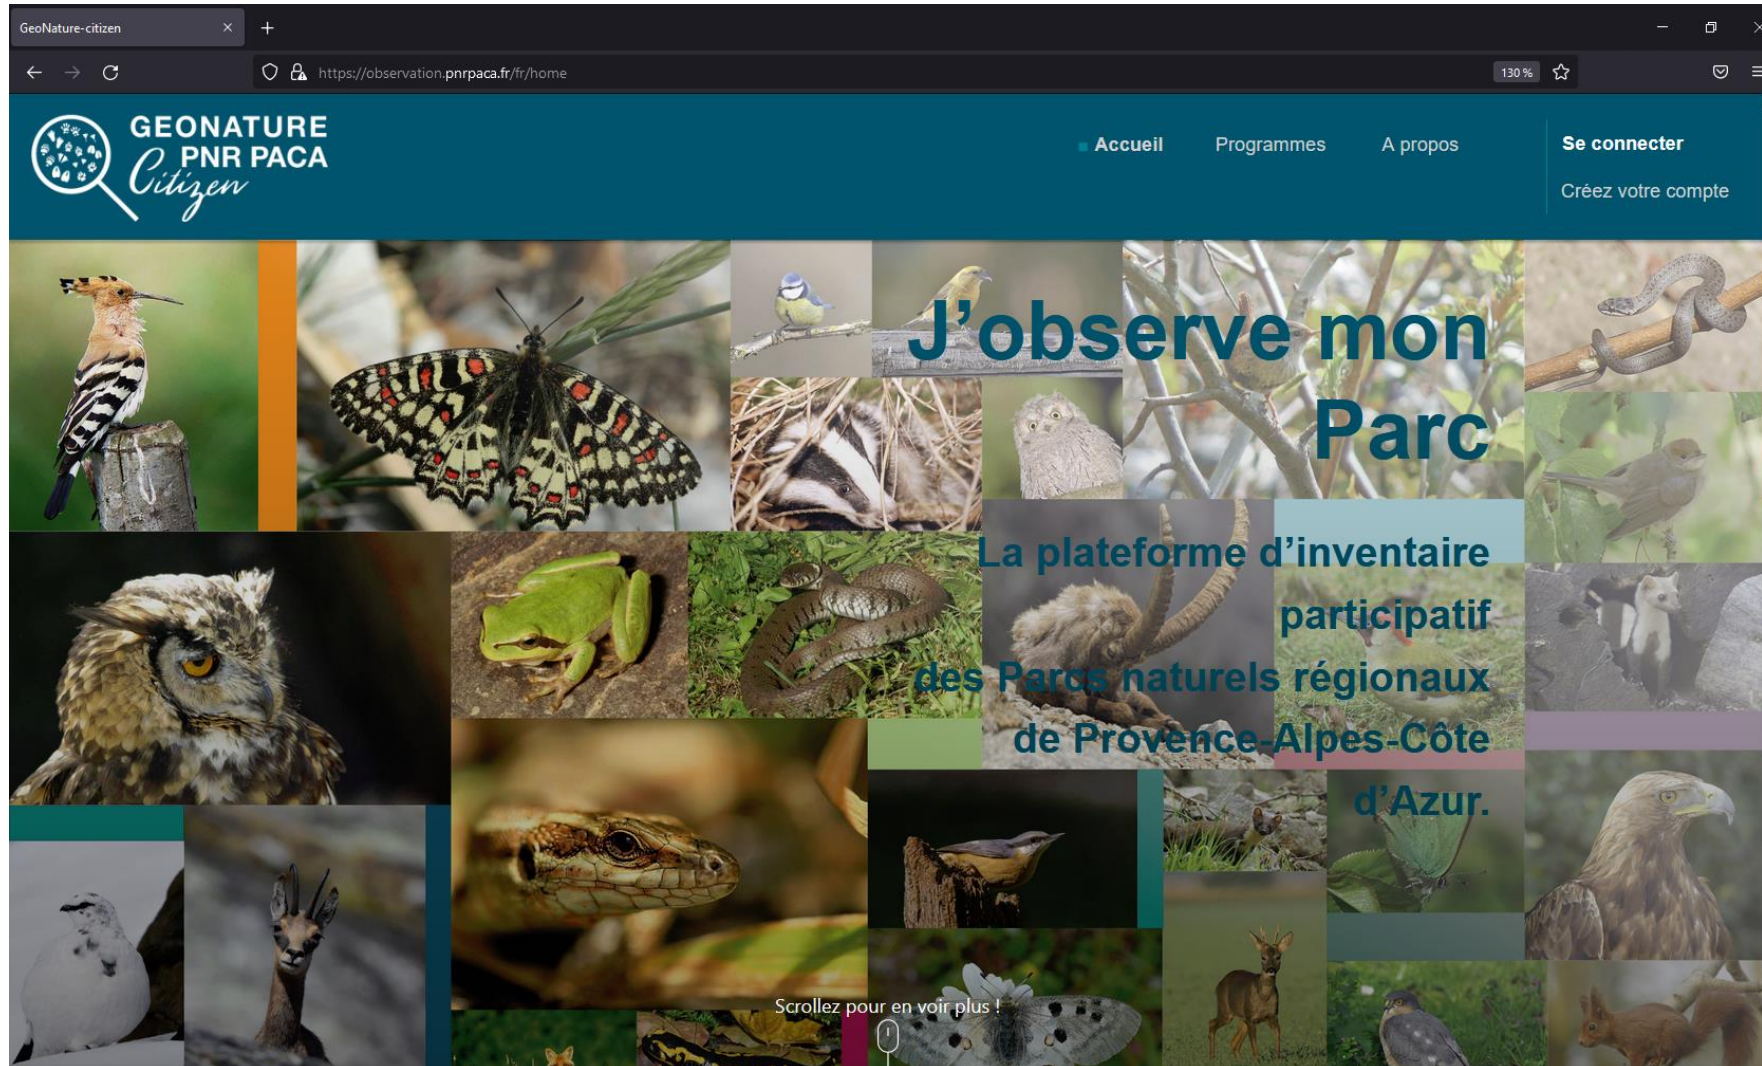 GeoNature-citizen
https://observation.pnrpaca.fr/fr/home
130 %
GEONATURE
PNR PACA
Citizen
Accueil
Programmes
A propos
Se connecter
Créez votre compte
J’observe mon
Parc
La plateforme d’inventaire
participatif
des Parcs naturels régionaux
de Provence-Alpes-Côte
d’Azur.
Scrollez pour en voir plus !